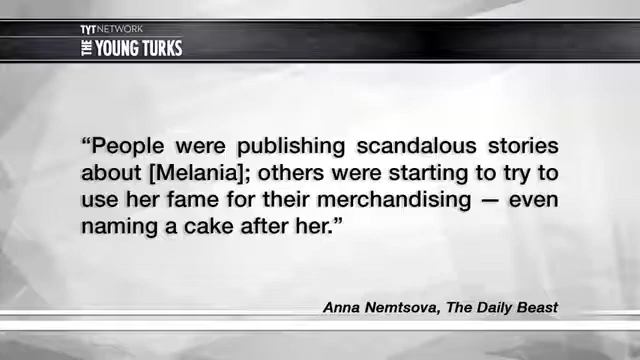 TYT NETWORK
THE YOUNG TURKS
“People were publishing scandalous stories
about [Melania]; others were starting to try to
use her fame for their merchandising — even
naming a cake after her.”
Anna Nemtsova, The Daily Beast